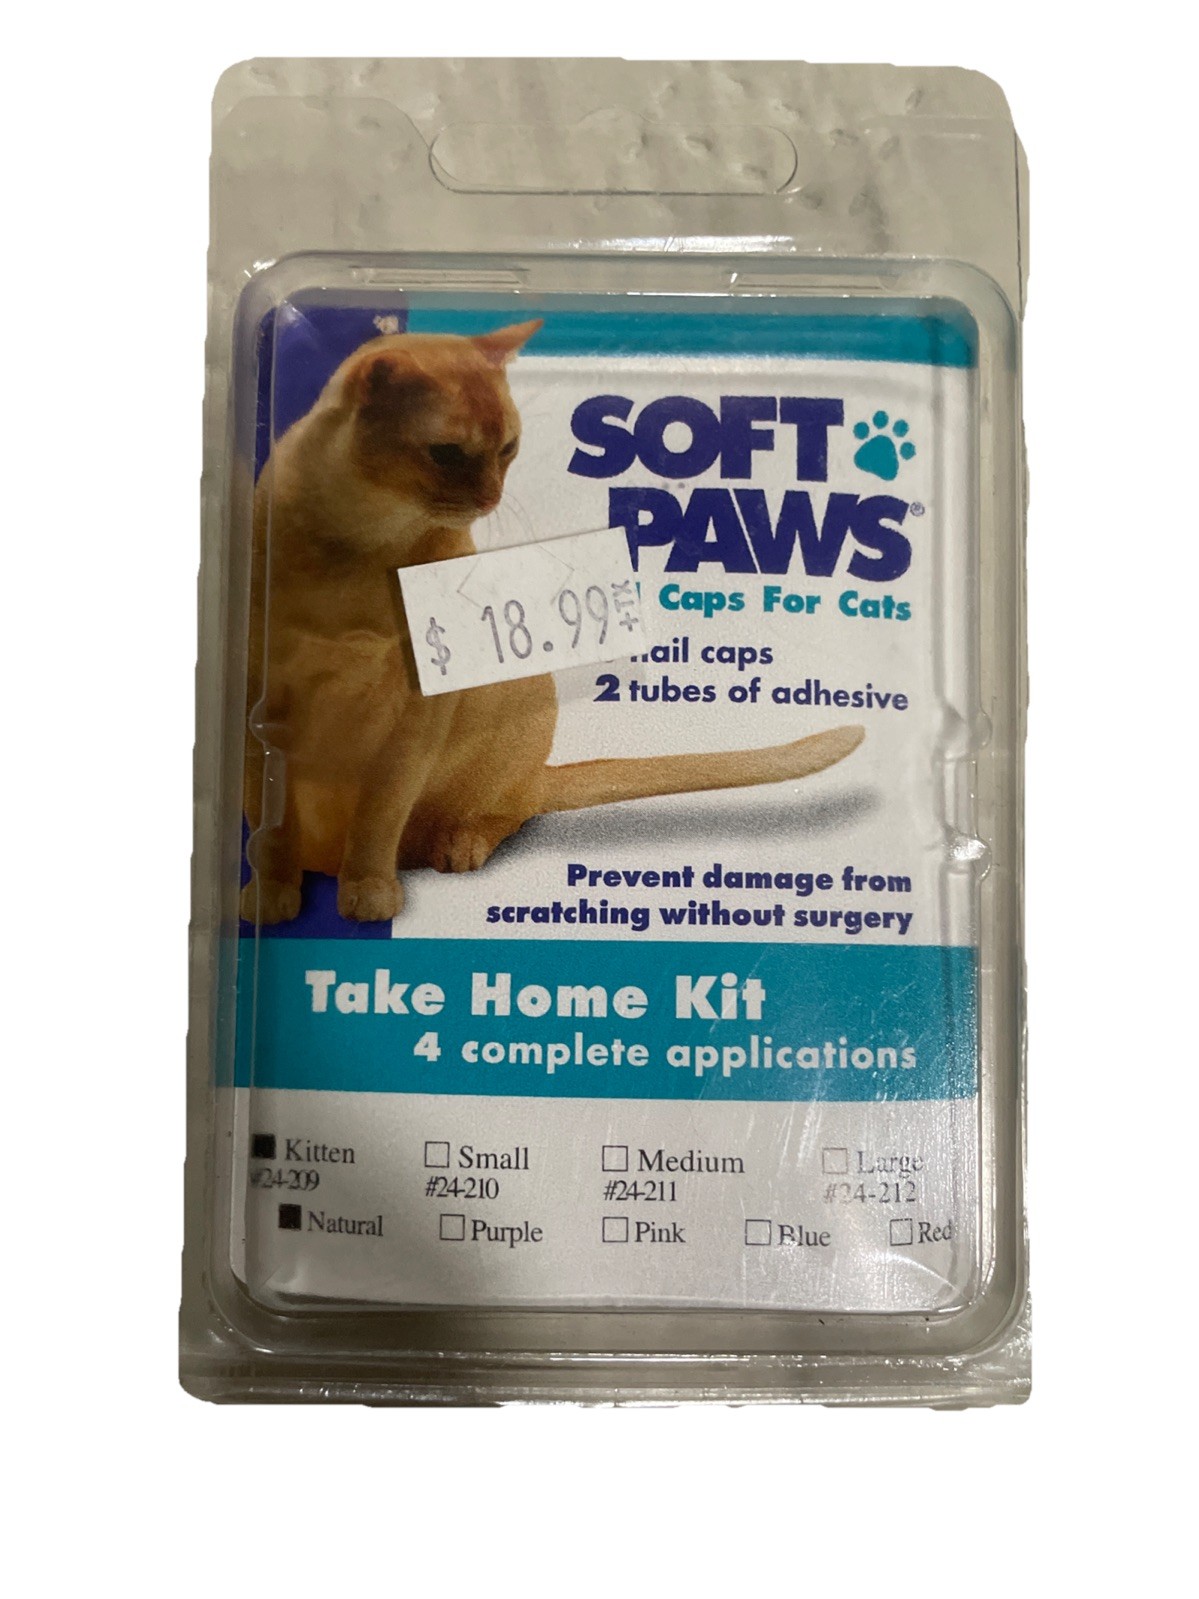 SOFT
PAWS®
Caps For Cats
nail caps
2 tubes of adhesive
$ 18.99 +TX
Prevent damage from
scratching without surgery
Take Home Kit
4 complete applications
■ Kitten □ Small □ Medium □ Large
#24-209 #24-210 #24-211 #24-212
■ Natural □ Purple □ Pink □ Blue □ Red